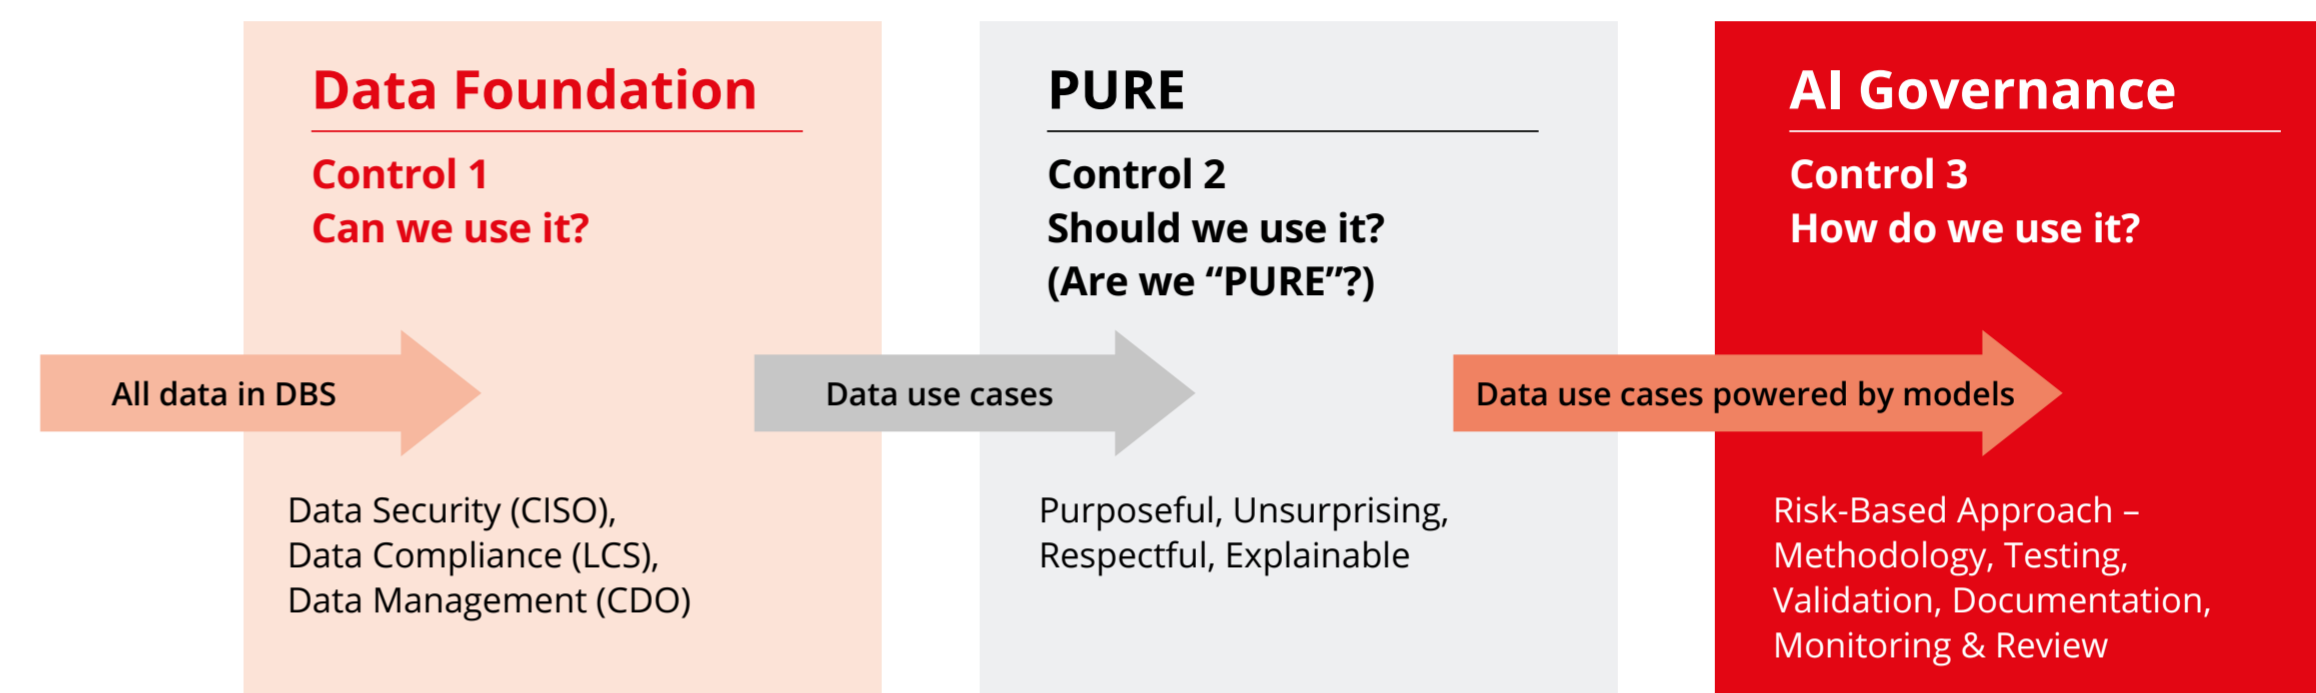 Data Foundation
Control 1
Can we use it?
All data in DBS
Data Security (CISO),
Data Compliance (LCS),
Data Management (CDO)
PURE
Control 2
Should we use it?
(Are we “PURE”?)
Data use cases
Purposeful, Unsurprising,
Respectful, Explainable
AI Governance
Control 3
How do we use it?
Data use cases powered by models
Risk-Based Approach –
Methodology, Testing,
Validation, Documentation,
Monitoring & Review